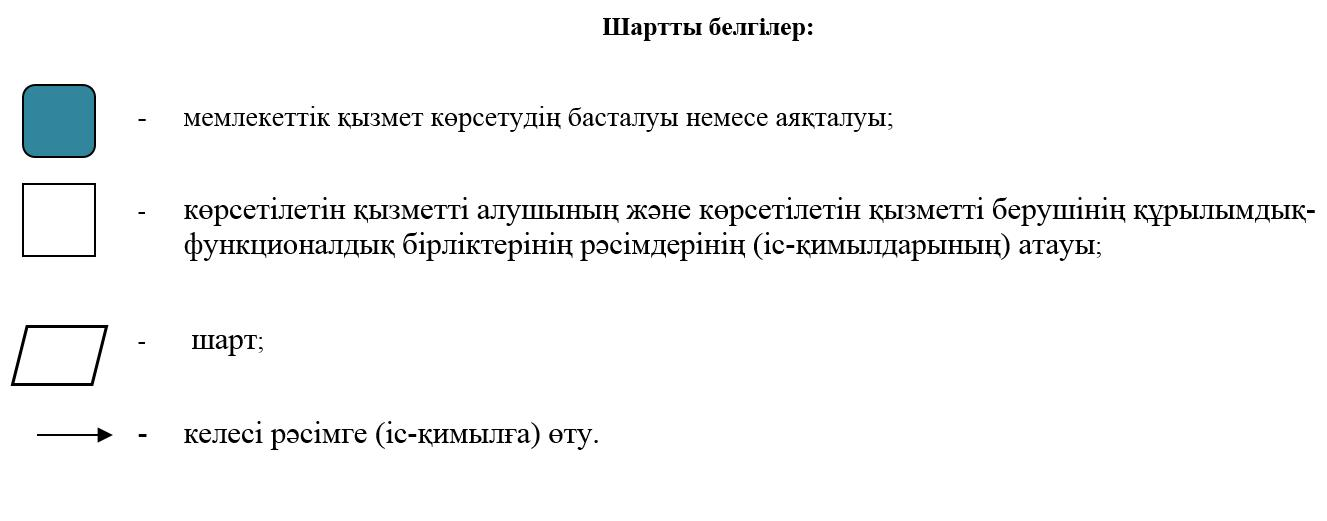 Шартты белгілер:
- мемлекеттік қызмет көрсетудің басталуы немесе аяқталуы;
- көрсетілетін қызметті алушының және көрсетілетін қызметті берушінің құрылымдық-
функционалдық бірліктерінің рәсімдерінің (іс-қимылдарының) атауы;
- шарт;
- келесі рәсімге (іс-қимылға) өту.